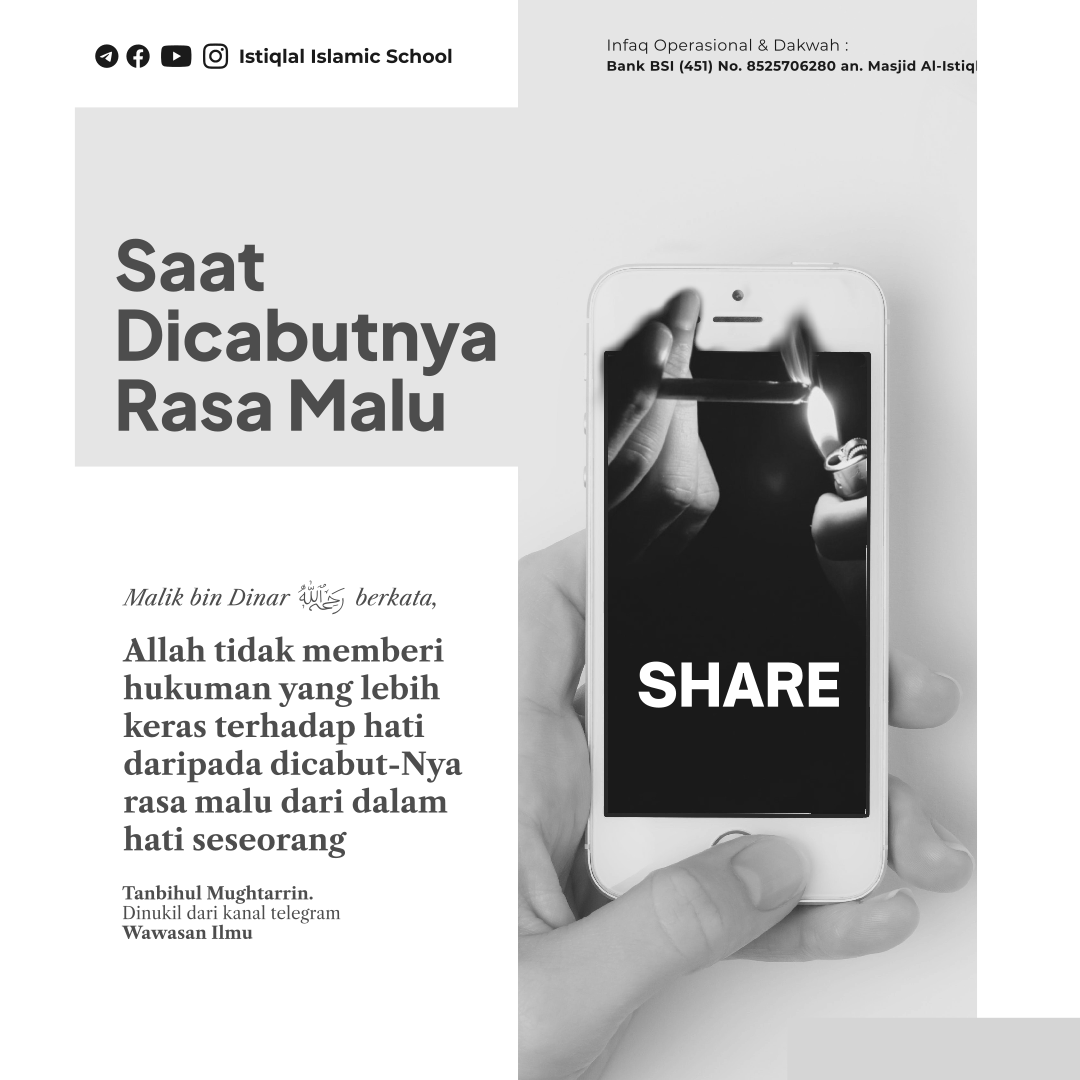 Istiqlal Islamic School
Infaq Operasional & Dakwah :
Bank BSI (451) No. 8525706280 an. Masjid
Saat
Dicabutnya
Rasa Malu
Malik bin Dinar رحمه الله berkata,
Allah tidak memberi
hukuman yang lebih
keras terhadap hati
daripada dicabut-Nya
rasa malu dari dalam
hati seseorang
Tanbihul Mughtarrin.
Dinukil dari kanal telegram
Wawasan Ilmu
SHARE